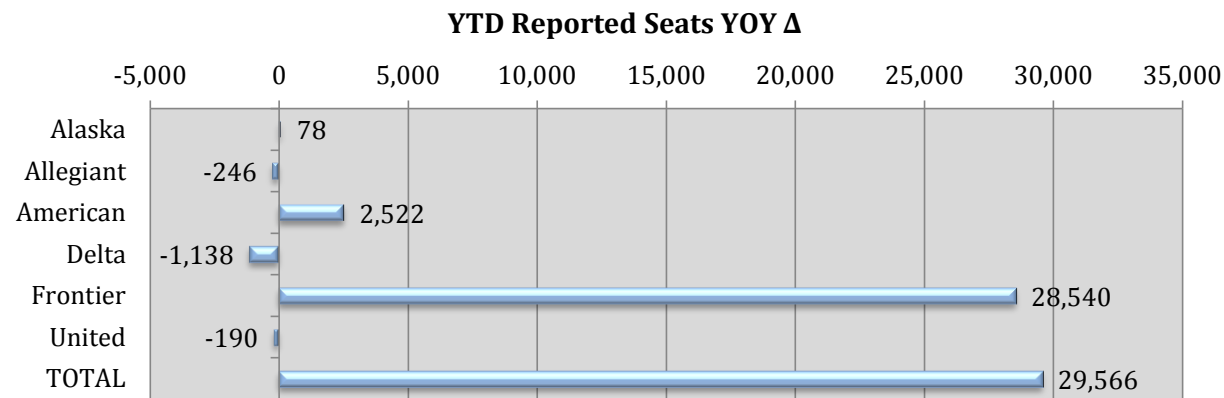 YTD Reported Seats YOY Δ
-5,000 0 5,000 10,000 15,000 20,000 25,000 30,000 35,000
Alaska 78
Allegiant -246
American 2,522
Delta -1,138
Frontier 28,540
United -190
TOTAL 29,566